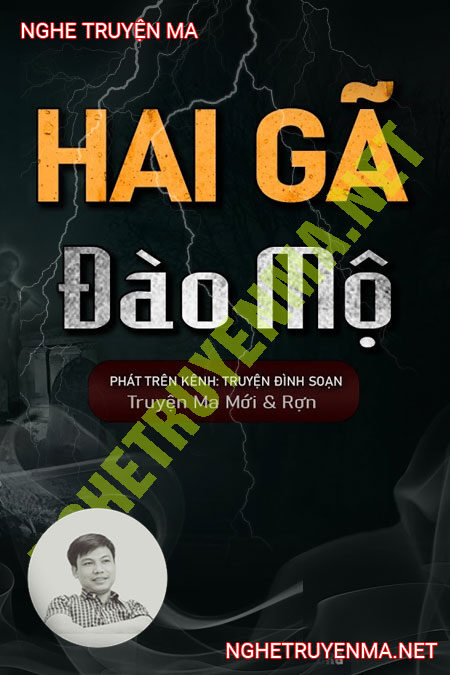 NGHE TRUYỆN MA
HAI GÃ
Đào Mộ
PHÁT TRÊN KÊNH: TRUYỆN ĐÌNH SOẠN
Truyện Ma Mới & Rợn
NGHETRUYENMA.NET
NGHETRUYENMA.NET